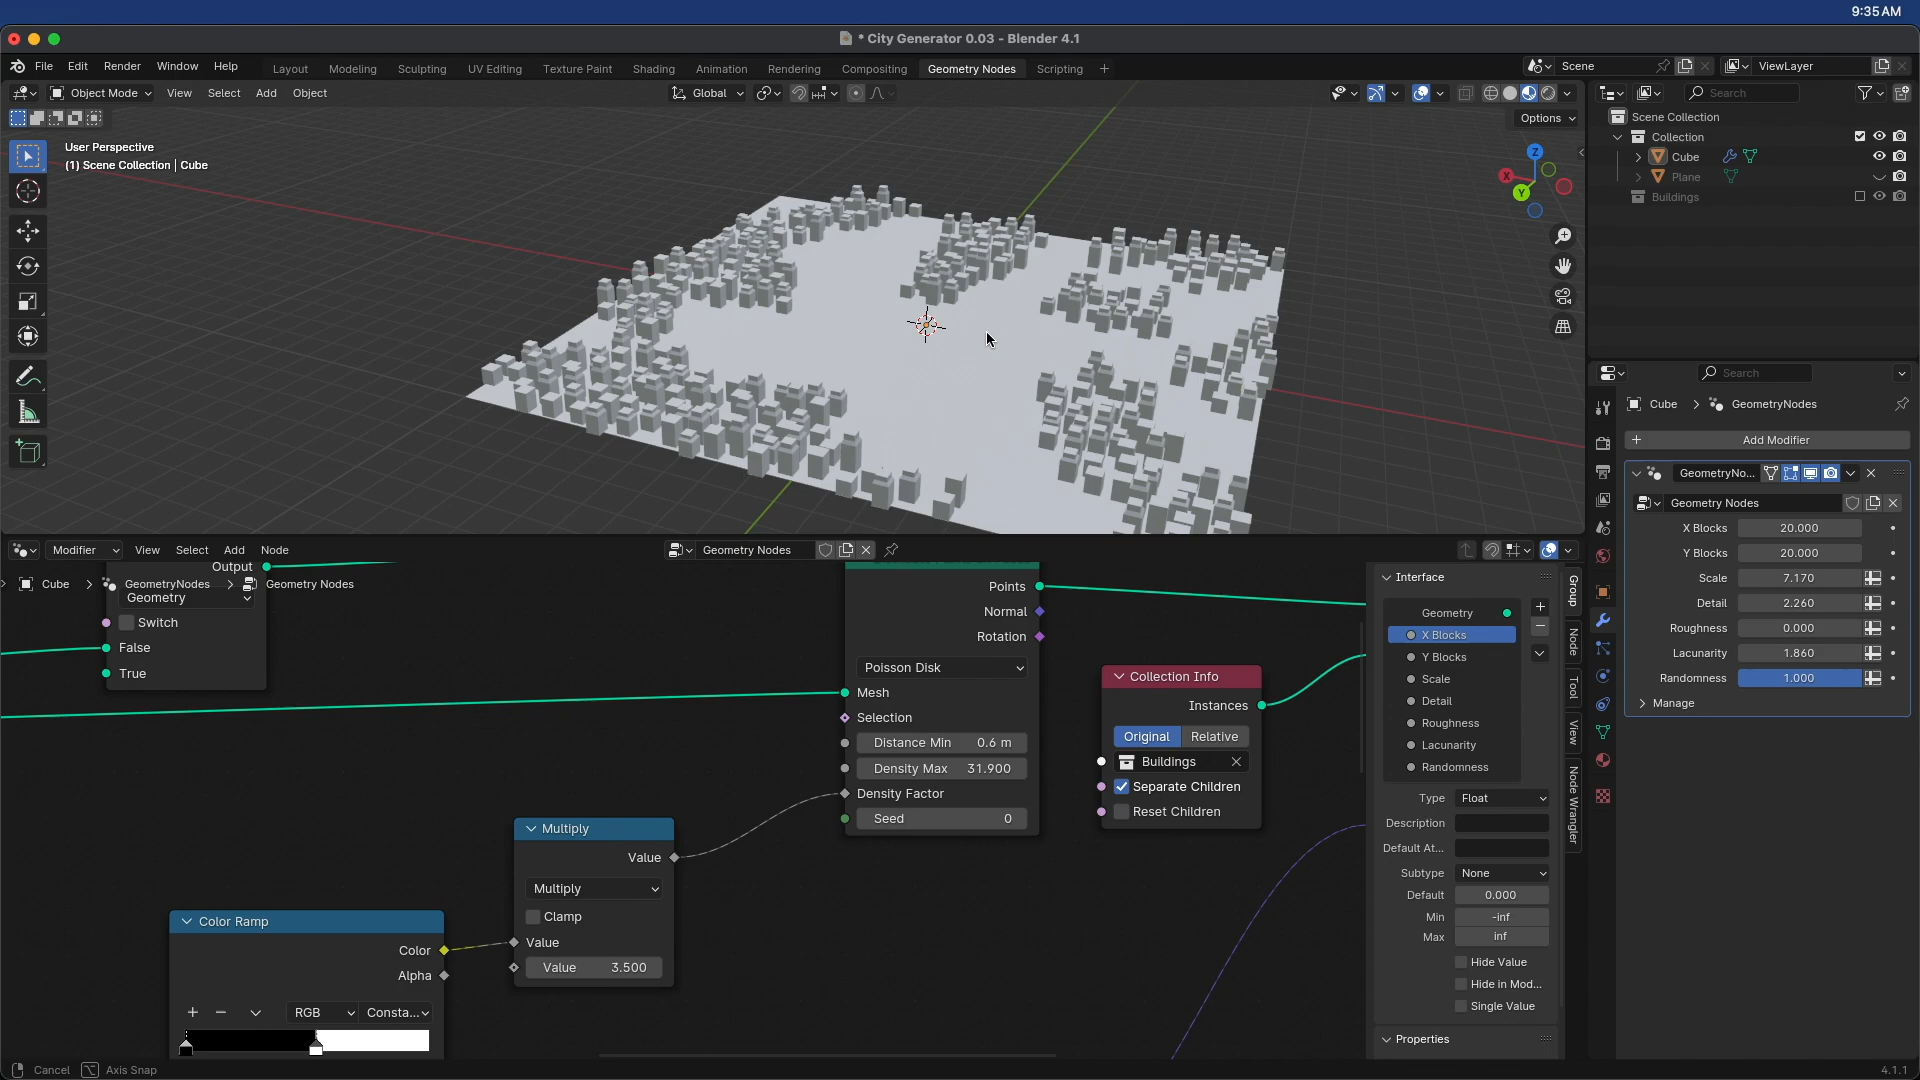 9:35 AM
* City Generator 0.03 - Blender 4.1
File Edit Render Window Help
Layout Modeling Sculpting UV Editing Texture Paint Shading Animation Rendering Compositing Geometry Nodes Scripting +
Scene
ViewLayer
Object Mode View Select Add Object
Global
Search
Options
User Perspective
(1) Scene Collection | Cube
Z
X
Y
Scene Collection
Collection
Cube
Plane
Buildings
Search
Cube > GeometryNodes
+ Add Modifier
GeometryNo...
Geometry Nodes
X Blocks 20.000
Y Blocks 20.000
Scale 7.170
Detail 2.260
Roughness 0.000
Lacunarity 1.860
Randomness 1.000
Manage
Modifier View Select Add Node
Geometry Nodes
Cube > GeometryNodes > Geometry Nodes
Output
Geometry
Switch
False
True
Points
Normal
Rotation
Poisson Disk
Mesh
Selection
Distance Min 0.6 m
Density Max 31.900
Density Factor
Seed 0
Collection Info
Instances
Original Relative
Buildings
Separate Children
Reset Children
Multiply
Value
Multiply
Clamp
Value
Value 3.500
Color Ramp
Color
Alpha
RGB Consta...
Interface
Geometry
X Blocks
Y Blocks
Scale
Detail
Roughness
Lacunarity
Randomness
Type Float
Description
Default At...
Subtype None
Default 0.000
Min -inf
Max inf
Hide Value
Hide in Mod...
Single Value
Properties
Group
Node
Tool
View
Node Wrangler
Cancel Axis Snap
4.1.1